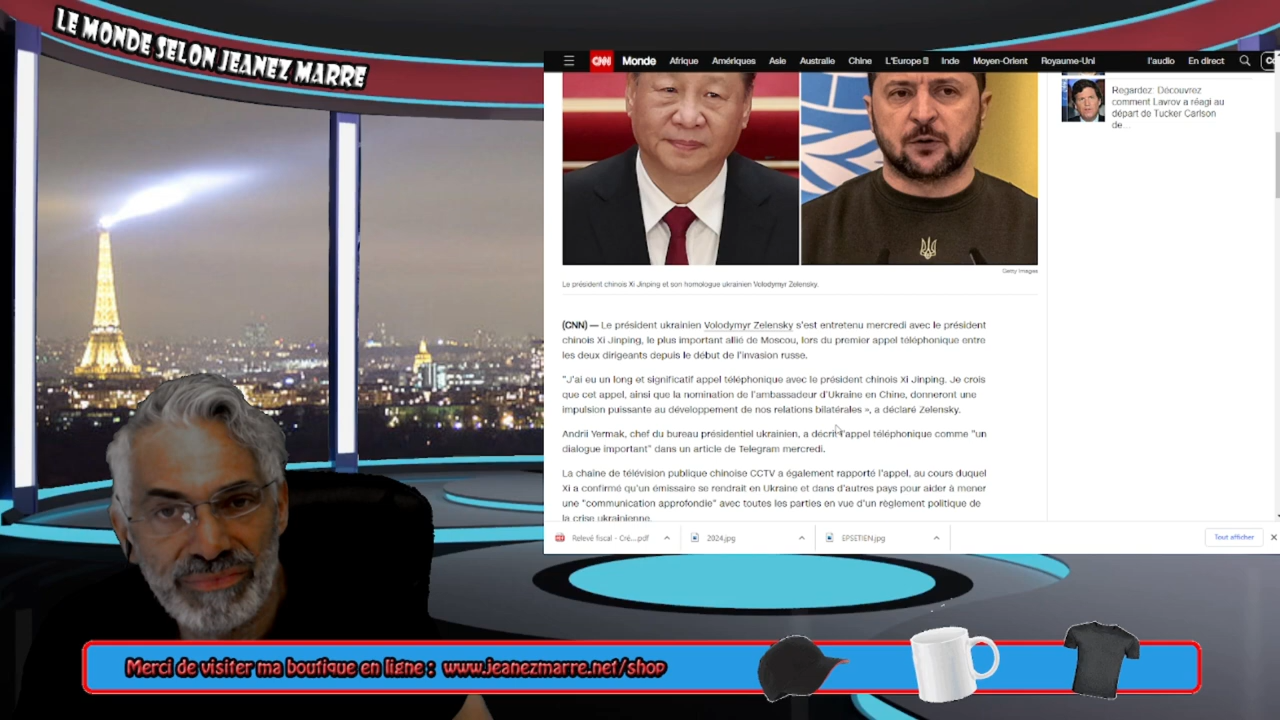 LE MONDE SELON JEANEZ MARRE
CNN Monde Afrique Amériques Asie Australie Chine L'Europe Inde Moyen-Orient Royaume-Uni l'audio En direct
Regardez: Découvrez
comment Lavrov a réagi au
départ de Tucker Carlson
de...
Getty Images
Le président chinois Xi Jinping et son homologue ukrainien Volodymyr Zelensky.
(CNN) — Le président ukrainien Volodymyr Zelensky s'est entretenu mercredi avec le président
chinois Xi Jinping, le plus important allié de Moscou, lors du premier appel téléphonique entre
les deux dirigeants depuis le début de l'invasion russe.
"J'ai eu un long et significatif appel téléphonique avec le président chinois Xi Jinping. Je crois
que cet appel, ainsi que la nomination de l'ambassadeur d'Ukraine en Chine, donneront une
impulsion puissante au développement de nos relations bilatérales », a déclaré Zelensky.
Andrii Yermak, chef du bureau présidentiel ukrainien, a décrit l'appel téléphonique comme "un
dialogue important" dans un article de Telegram mercredi.
La chaîne de télévision publique chinoise CCTV a également rapporté l'appel, au cours duquel
Xi a confirmé qu'un émissaire se rendrait en Ukraine et dans d'autres pays pour aider à mener
une "communication approfondie" avec toutes les parties en vue d'un règlement politique de
la crise ukrainienne.
Relevé fiscal - Cré....pdf 2024.jpg EPSETIEN.jpg Tout afficher
Merci de visiter ma boutique en ligne : www.jeanezmarre.net/shop